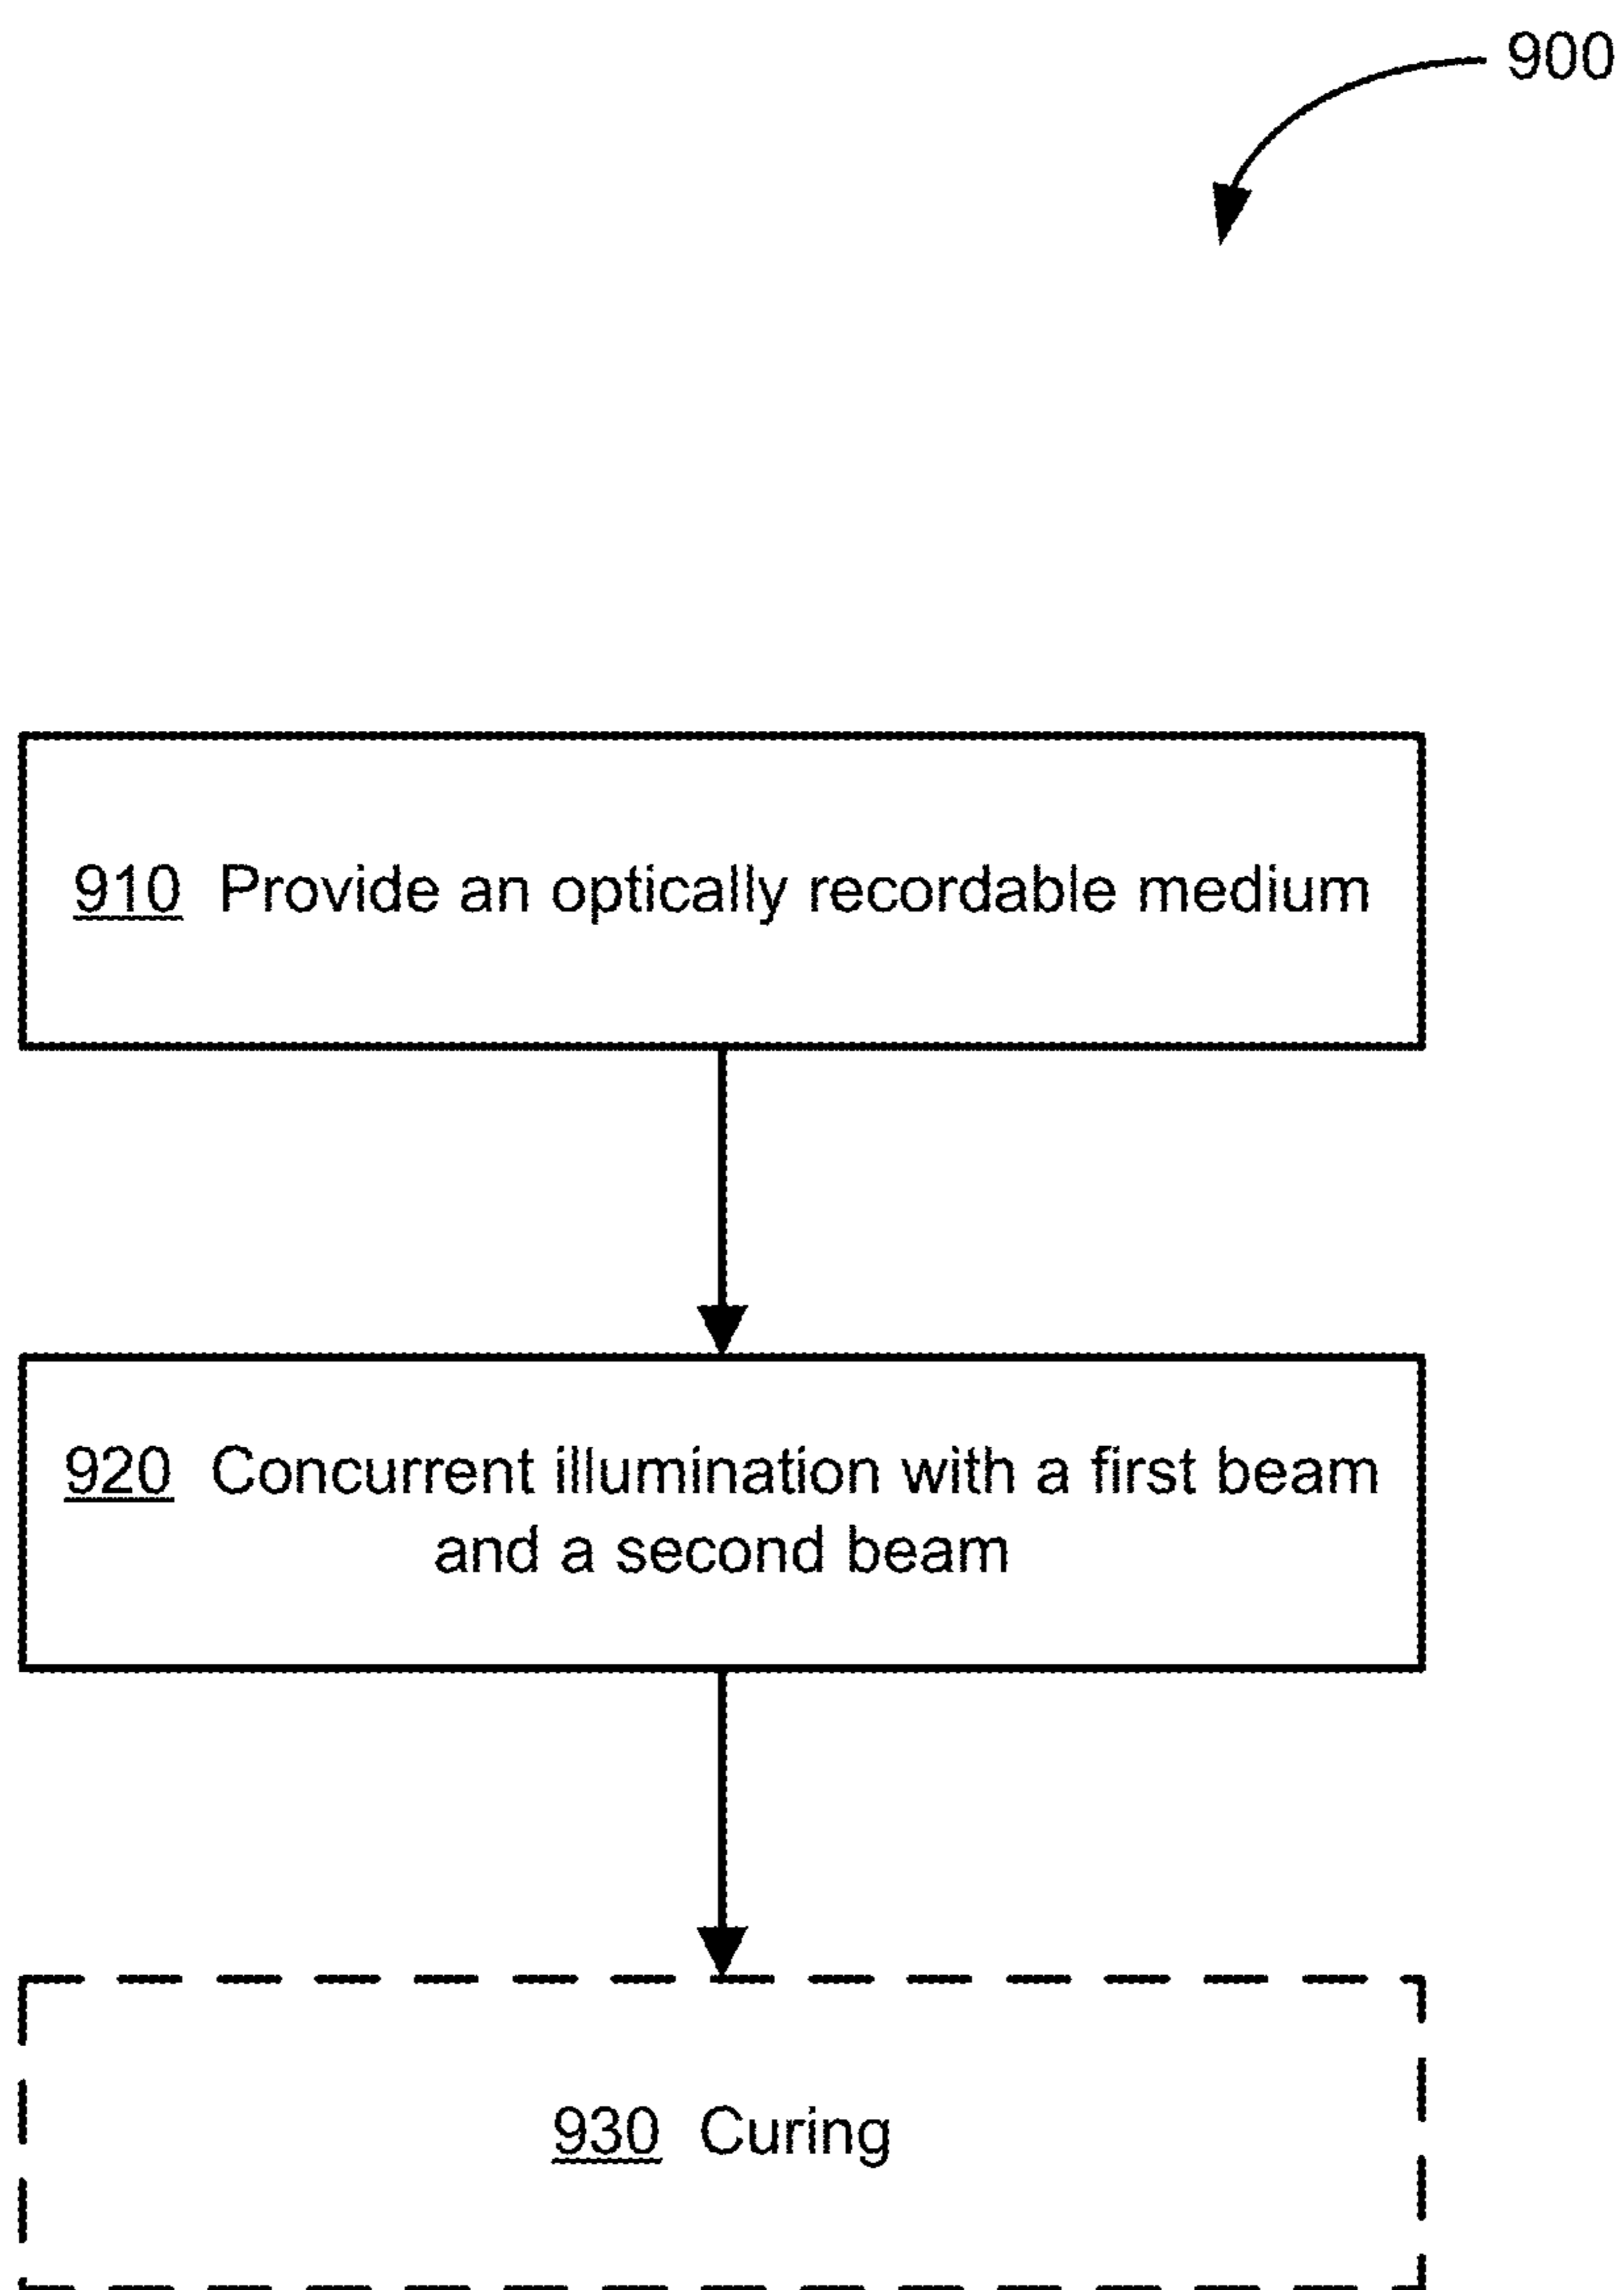 900
910 Provide an optically recordable medium
920 Concurrent illumination with a first beam
and a second beam
930 Curing